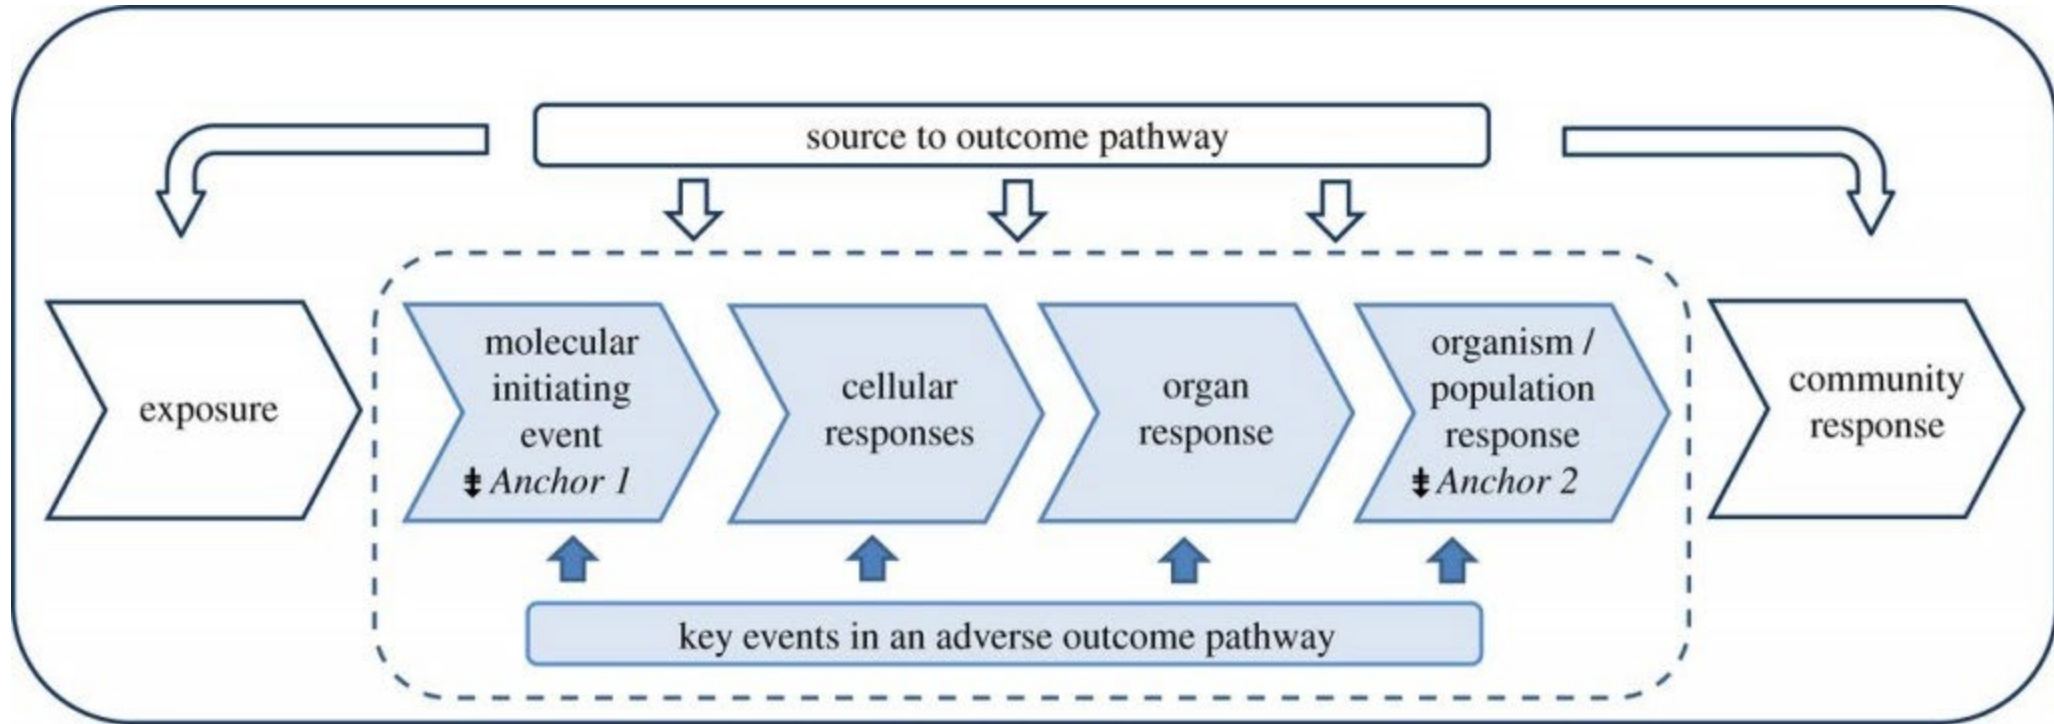 source to outcome pathway
exposure
molecular
initiating
event
⯯ Anchor 1
cellular
responses
organ
response
organism /
population
response
⯯ Anchor 2
community
response
key events in an adverse outcome pathway